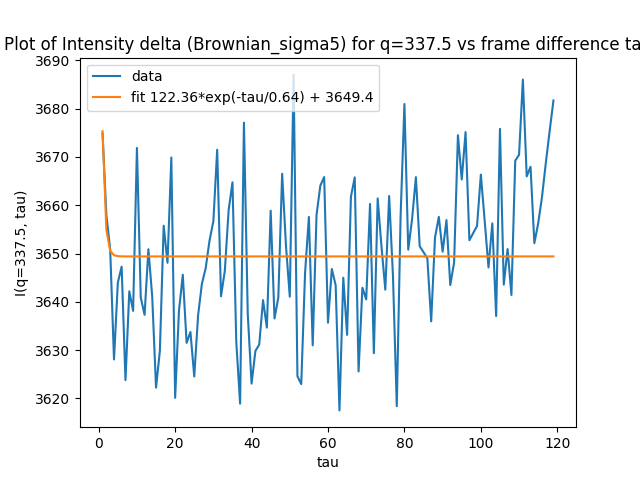 Plot of Intensity delta (Brownian_sigma5) for q=337.5 vs frame difference ta
3690
3680
3670
3660
3650
3640
3630
3620
I(q=337.5, tau)
data
fit 122.36*exp(-tau/0.64) + 3649.4
0 20 40 60 80 100 120
tau